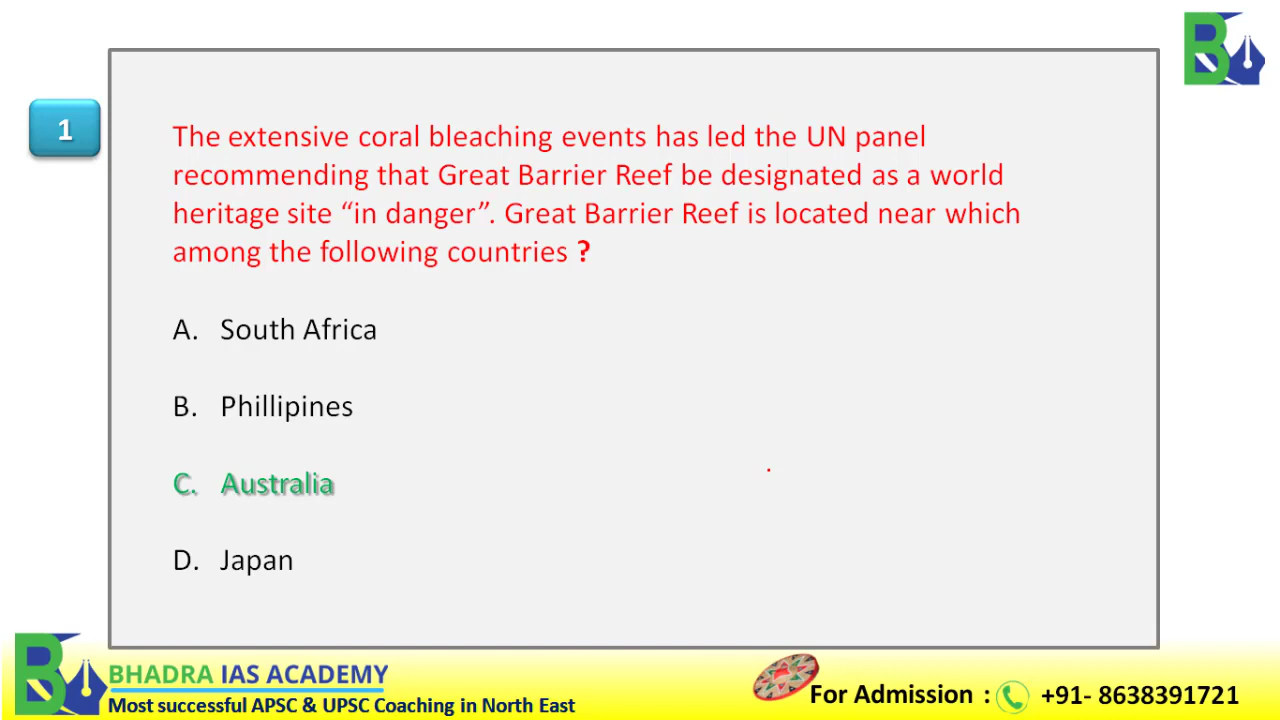 1
The extensive coral bleaching events has led the UN panel
recommending that Great Barrier Reef be designated as a world
heritage site “in danger”. Great Barrier Reef is located near which
among the following countries ?
A. South Africa
B. Phillipines
C. Australia
D. Japan
BHADRA IAS ACADEMY
Most successful APSC & UPSC Coaching in North East
For Admission : +91- 8638391721